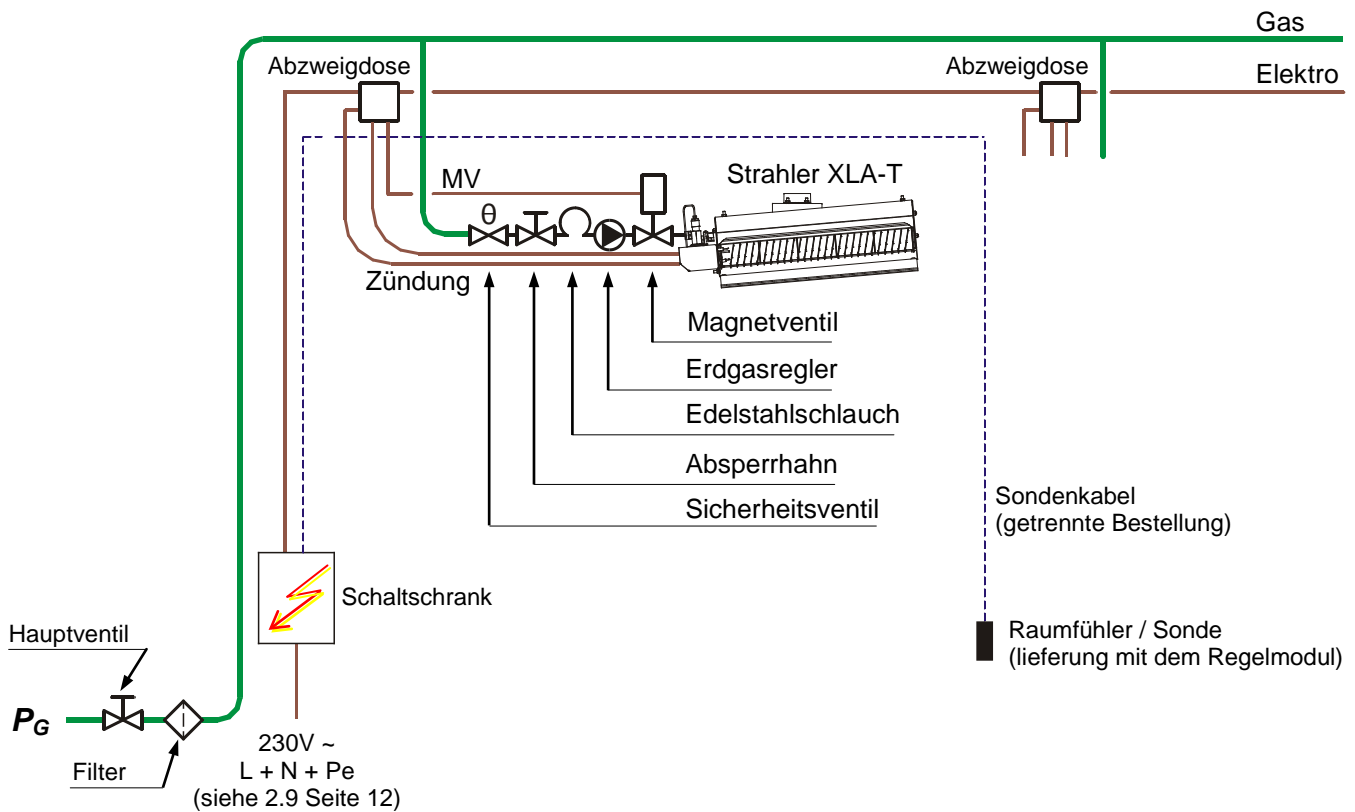 Gas
Abzweigdose
Abzweigdose
Elektro
MV
Strahler XLA-T
θ
Zündung
Magnetventil
Erdgasregler
Edelstahlschlauch
Absperrhahn
Sicherheitsventil
Sondenkabel
(getrennte Bestellung)
Schaltschrank
Hauptventil
Raumfühler / Sonde
(lieferung mit dem Regelmodul)
PG
230V ~
Filter
L + N + Pe
(siehe 2.9 Seite 12)